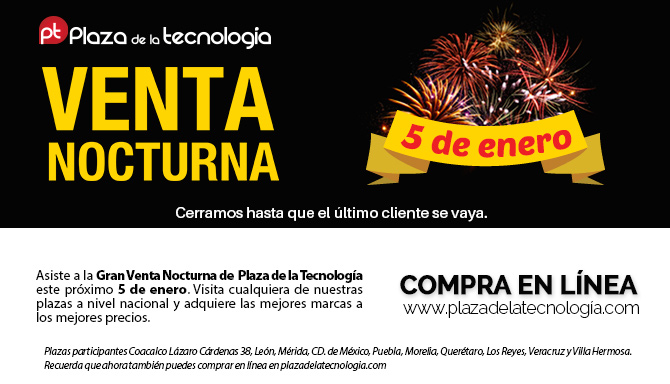 pt Plaza de la tecnología
VENTA
NOCTURNA
5 de enero
Cerramos hasta que el último cliente se vaya.
Asiste a la Gran Venta Nocturna de Plaza de la Tecnología
este próximo 5 de enero. Visita cualquiera de nuestras
plazas a nivel nacional y adquiere las mejores marcas a
los mejores precios.
COMPRA EN LÍNEA
www.plazadelatecnología.com
Plazas participantes Coacalco Lázaro Cárdenas 38, León, Mérida, CD. de México, Puebla, Morelia, Querétaro, Los Reyes, Veracruz y Villa Hermosa.
Recuerda que ahora también puedes comprar en línea en plazadelatecnologia.com